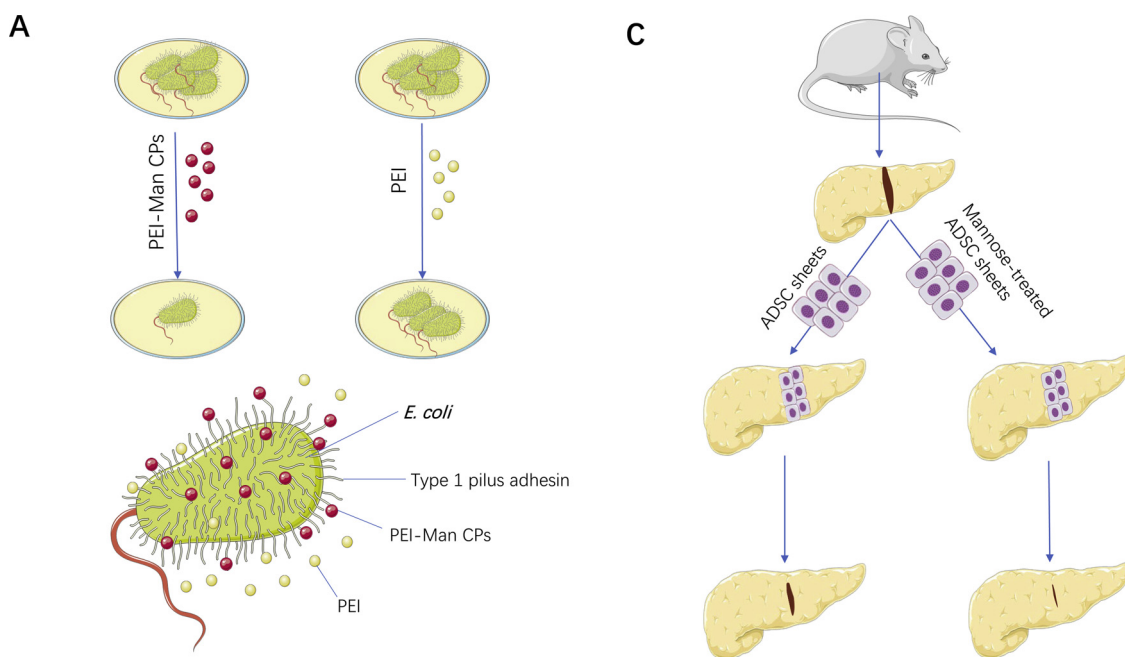 A
PEI-Man CPs
PEI
E. coli
Type 1 pilus adhesin
PEI-Man CPs
PEI
C
ADSC sheets
Mannose-treated
ADSC sheets